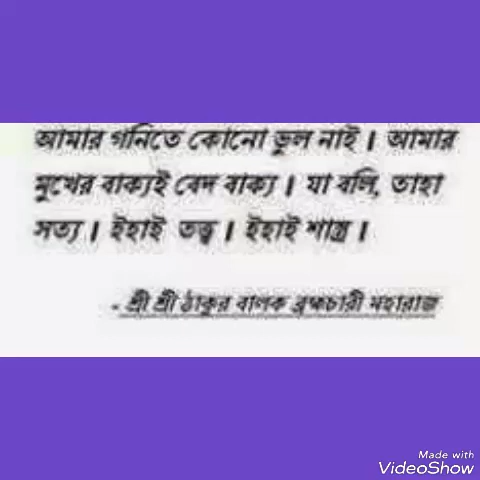 আমার গনিতে কোনো ভুল নাই। আমার
মুখের বাক্যই বেদ বাক্য। যা বলি, তাহা
সত্য। ইহাই তত্ত্ব। ইহাই শাস্ত্র।
- শ্রী শ্রী ঠাকুর বালক ব্রহ্মচারী মহারাজ
Made with
VideoShow